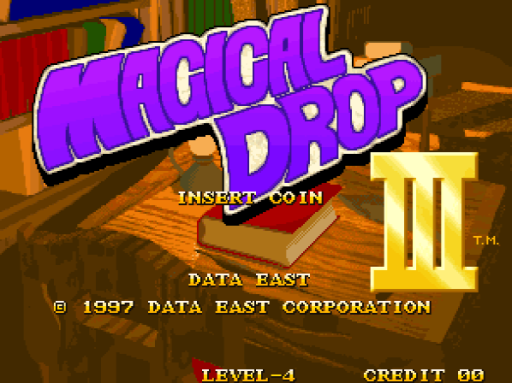 MAGICAL
DROP
III
T.M.
INSERT COIN
DATA EAST
© 1997 DATA EAST CORPORATION
LEVEL-4 CREDIT 00